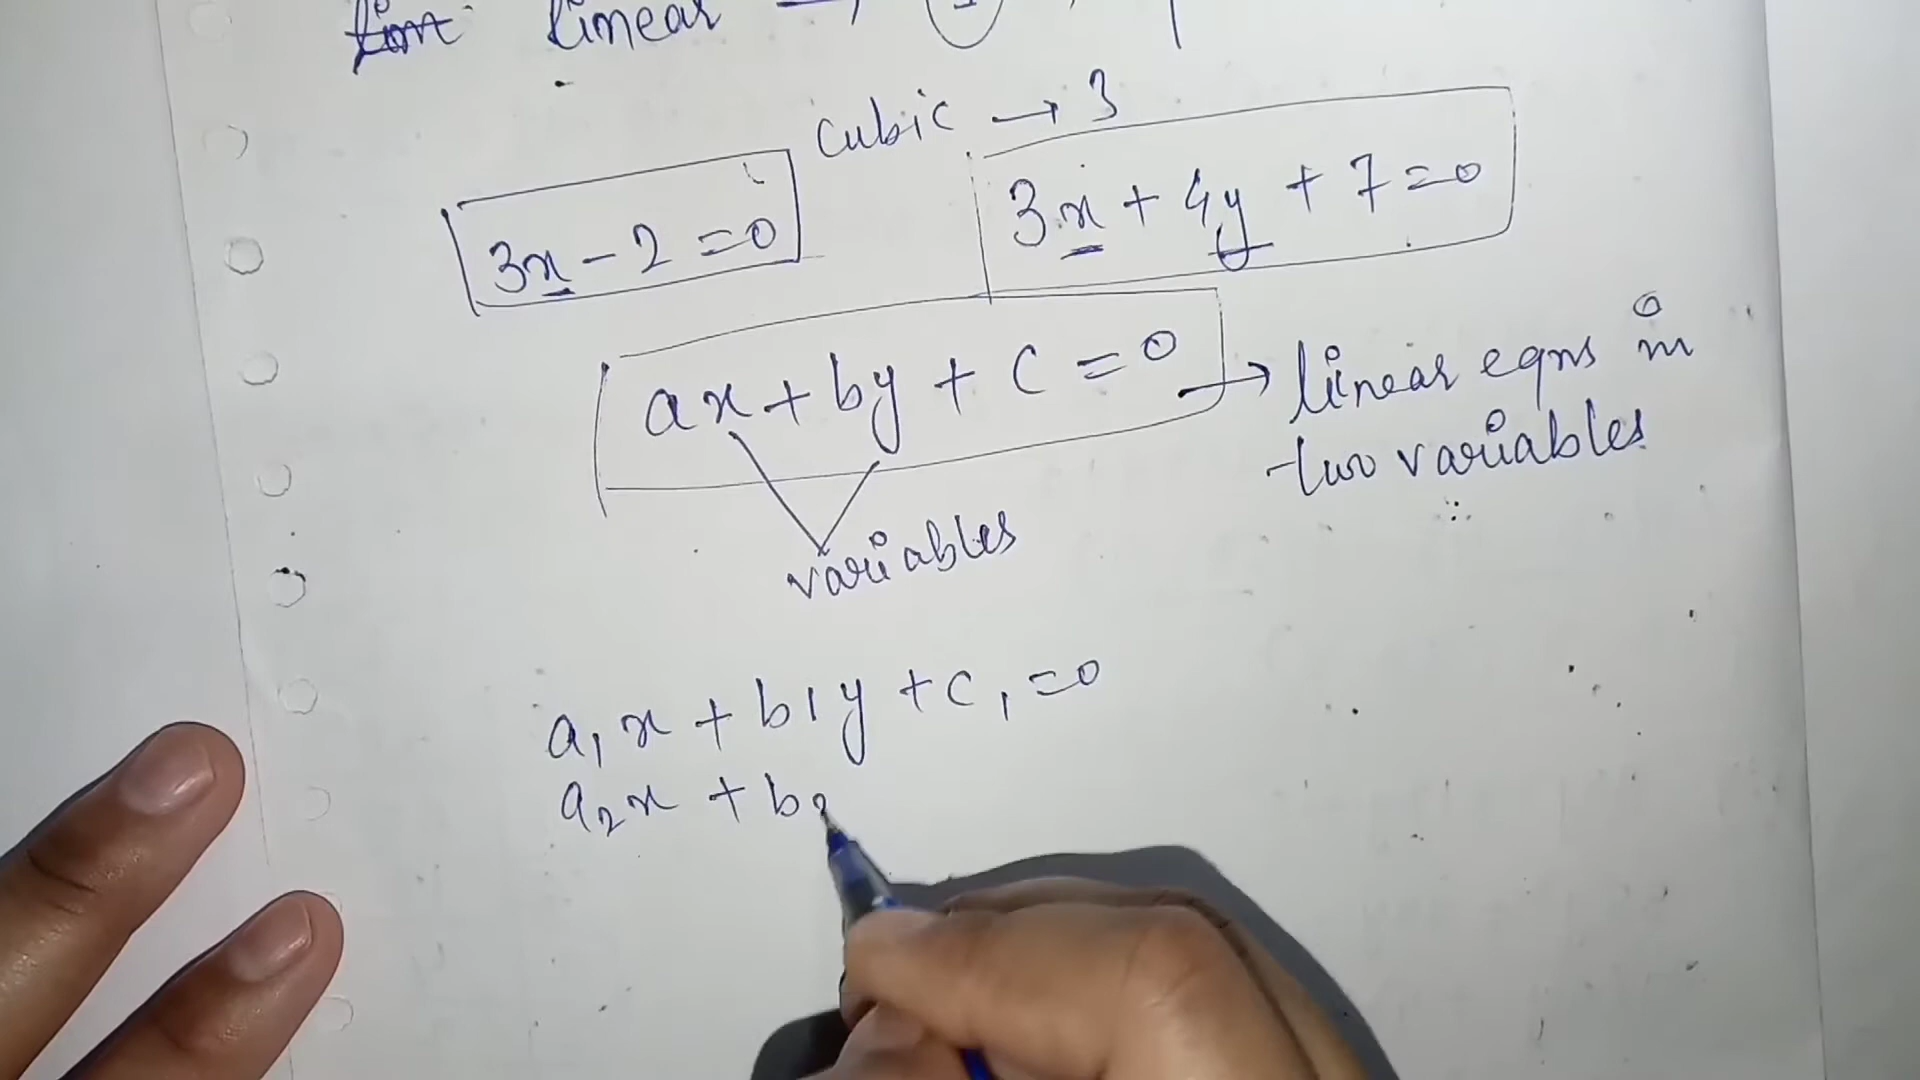 linear →
cubic → 3
3x - 2 = 0
3x + 4y + 7 = 0
ax + by + c = 0 → linear eqns in
two variables
variables
a₁x + b1y + c₁ = 0
a₂x + b₂